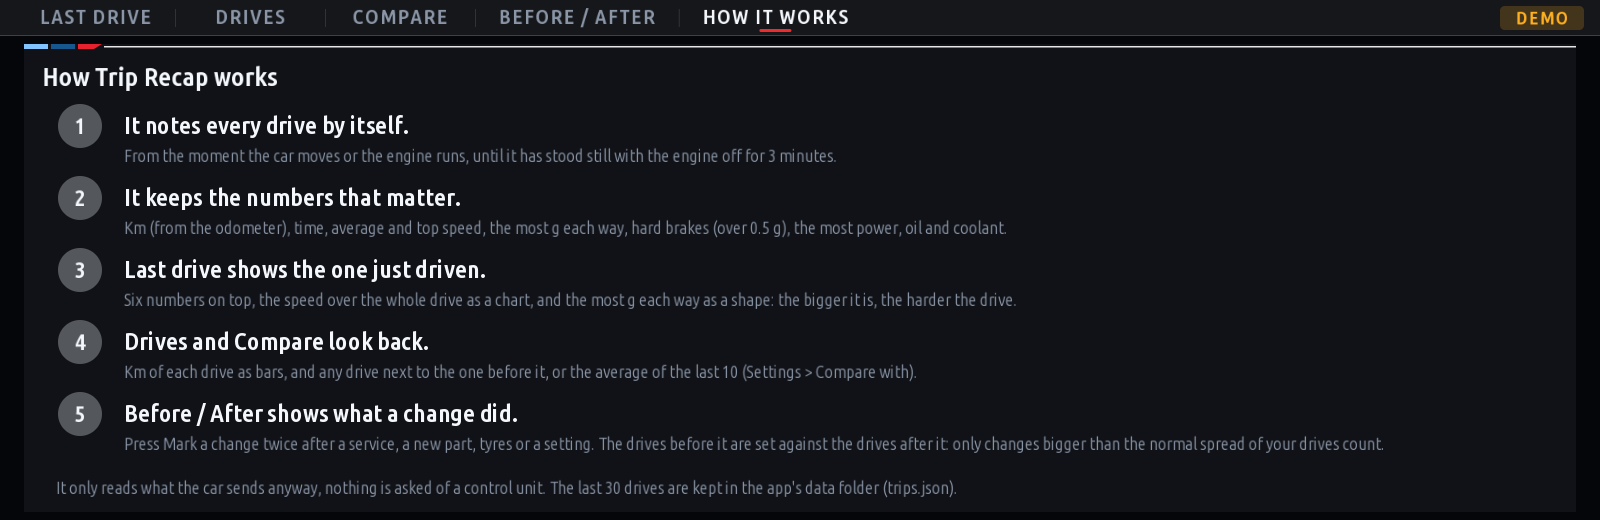 LAST DRIVE
DRIVES
COMPARE
BEFORE / AFTER
HOW IT WORKS
DEMO
How Trip Recap works
1
It notes every drive by itself.
From the moment the car moves or the engine runs, until it has stood still with the engine off for 3 minutes.
2
It keeps the numbers that matter.
Km (from the odometer), time, average and top speed, the most g each way, hard brakes (over 0.5 g), the most power, oil and coolant.
3
Last drive shows the one just driven.
Six numbers on top, the speed over the whole drive as a chart, and the most g each way as a shape: the bigger it is, the harder the drive.
4
Drives and Compare look back.
Km of each drive as bars, and any drive next to the one before it, or the average of the last 10 (Settings > Compare with).
5
Before / After shows what a change did.
Press Mark a change twice after a service, a new part, tyres or a setting. The drives before it are set against the drives after it: only changes bigger than the normal spread of your drives count.
It only reads what the car sends anyway, nothing is asked of a control unit. The last 30 drives are kept in the app's data folder (trips.json).